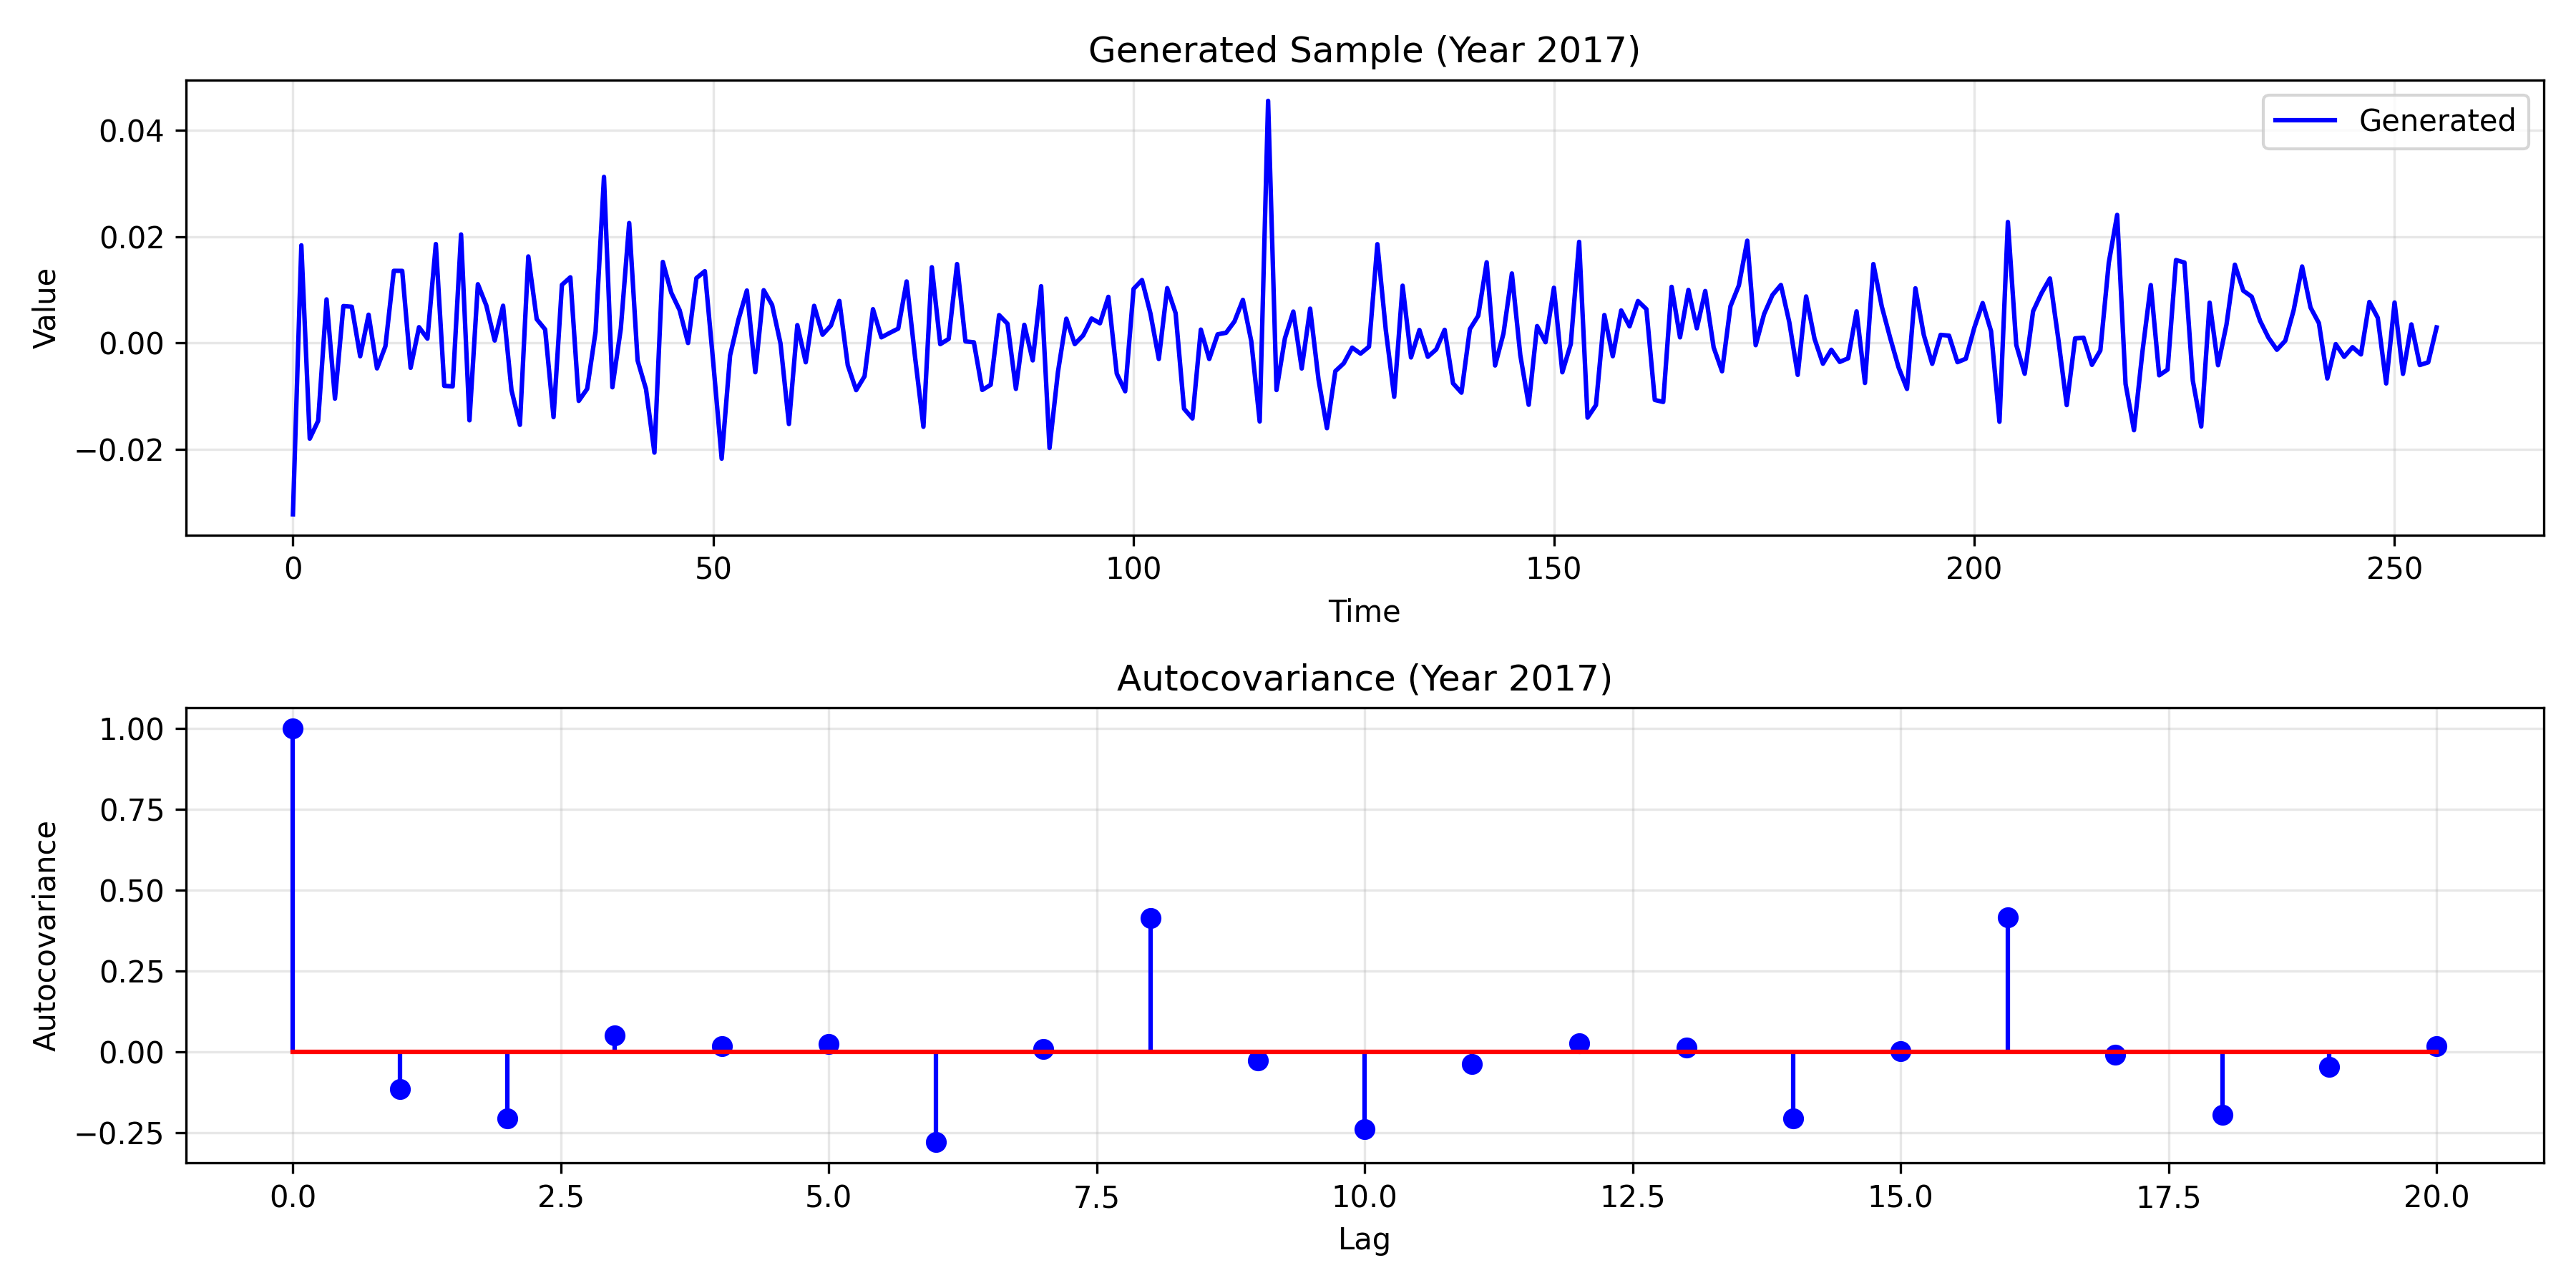 Generated Sample (Year 2017)
Generated
Value
0.04
0.02
0.00
−0.02
0 50 100 150 200 250
Time
Autocovariance (Year 2017)
Autocovariance
1.00
0.75
0.50
0.25
0.00
−0.25
0.0 2.5 5.0 7.5 10.0 12.5 15.0 17.5 20.0
Lag